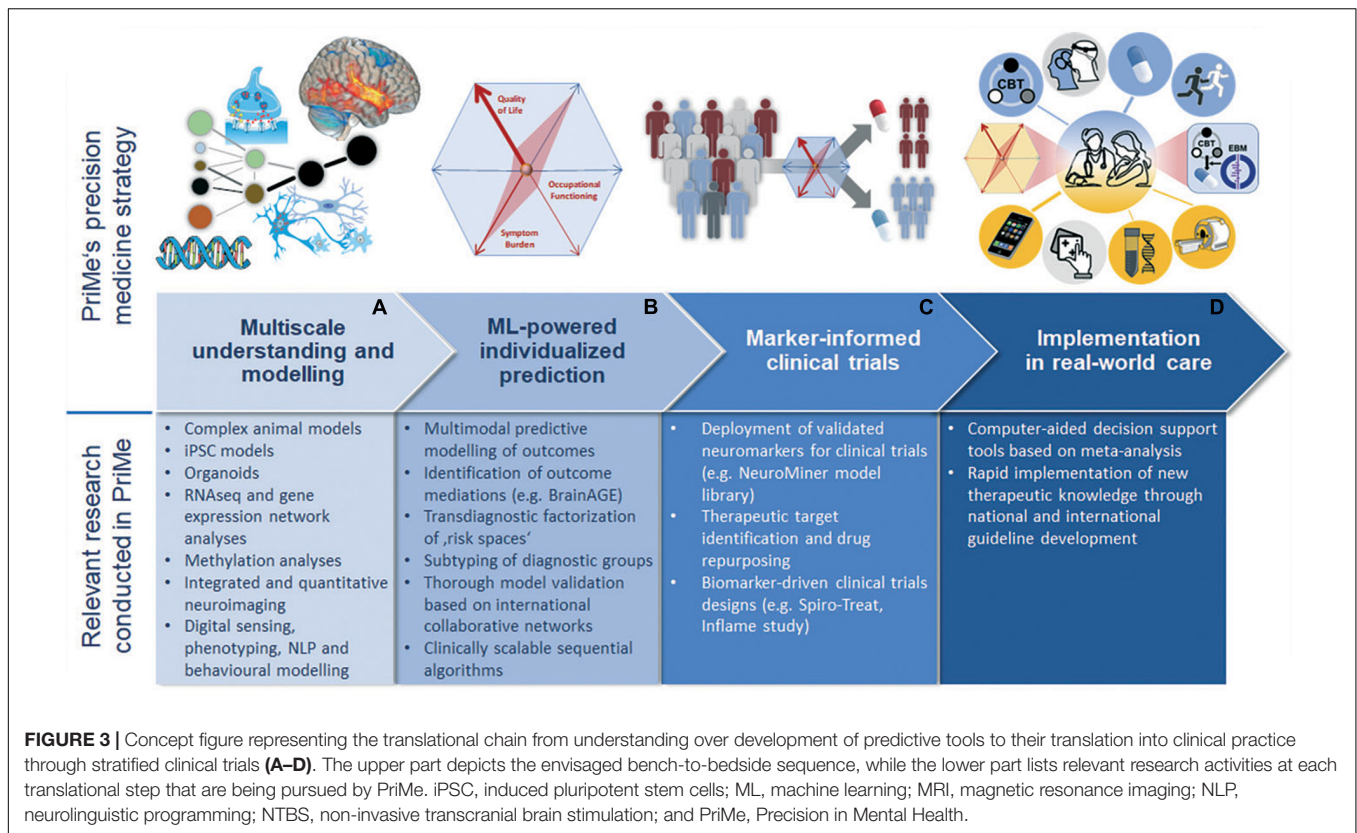 PriMe‘s precision
medicine strategy
Quality
of Life
Occupational
Functioning
Symptom
Burden
CBT
CBT
EBM
A
Multiscale
understanding and
modelling
B
ML-powered
individualized
prediction
C
Marker-informed
clinical trials
D
Implementation
in real-world care
Relevant research
conducted in PriMe
• Complex animal models
• iPSC models
• Organoids
• RNAseq and gene
expression network
analyses
• Methylation analyses
• Integrated and quantitative
neuroimaging
• Digital sensing,
phenotyping, NLP and
behavioural modelling
• Multimodal predictive
modelling of outcomes
• Identification of outcome
mediations (e.g. BrainAGE)
• Transdiagnostic factorization
of ‚risk spaces‘
• Subtyping of diagnostic groups
• Thorough model validation
based on international
collaborative networks
• Clinically scalable sequential
algorithms
• Deployment of validated
neuromarkers for clinical trials
(e.g. NeuroMiner model
library)
• Therapeutic target
identification and drug
repurposing
• Biomarker-driven clinical trials
designs (e.g. Spiro-Treat,
Inflame study)
• Computer-aided decision support
tools based on meta-analysis
• Rapid implementation of new
therapeutic knowledge through
national and international
guideline development
FIGURE 3 | Concept figure representing the translational chain from understanding over development of predictive tools to their translation into clinical practice
through stratified clinical trials (A–D). The upper part depicts the envisaged bench-to-bedside sequence, while the lower part lists relevant research activities at each
translational step that are being pursued by PriMe. iPSC, induced pluripotent stem cells; ML, machine learning; MRI, magnetic resonance imaging; NLP,
neurolinguistic programming; NTBS, non-invasive transcranial brain stimulation; and PriMe, Precision in Mental Health.